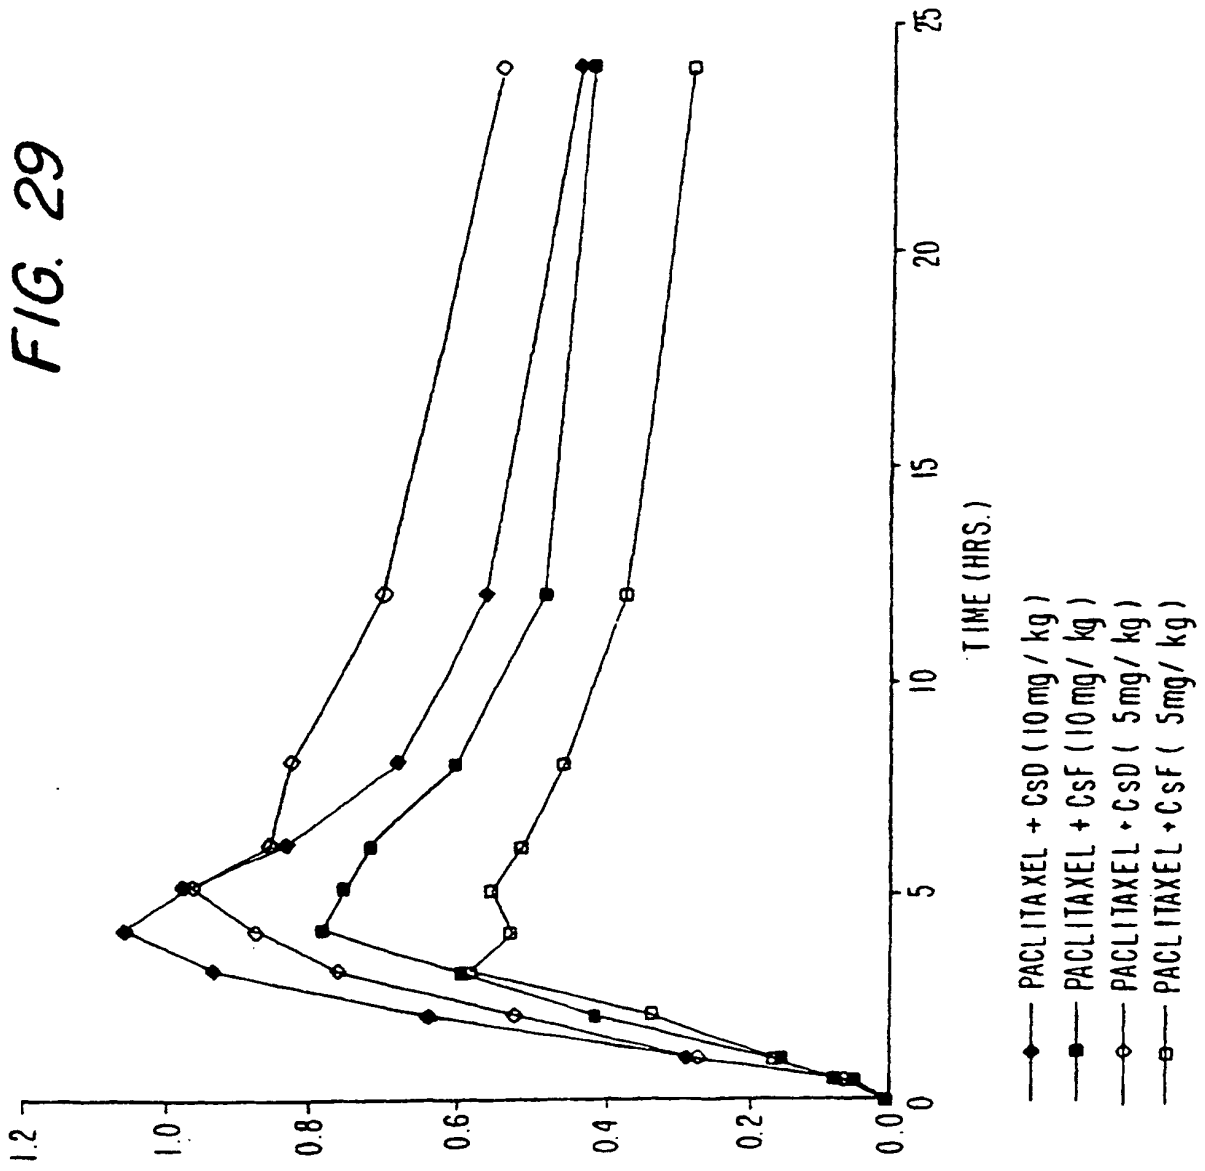 FIG. 29
1.2
1.0
0.8
0.6
0.4
0.2
0.0
0
5
10
15
20
25
TIME (HRS.)
PACLITAXEL + CsD (10mg/kg)
PACLITAXEL + CsF (10mg/kg)
PACLITAXEL + CsD ( 5mg/kg)
PACLITAXEL + CsF ( 5mg/kg)